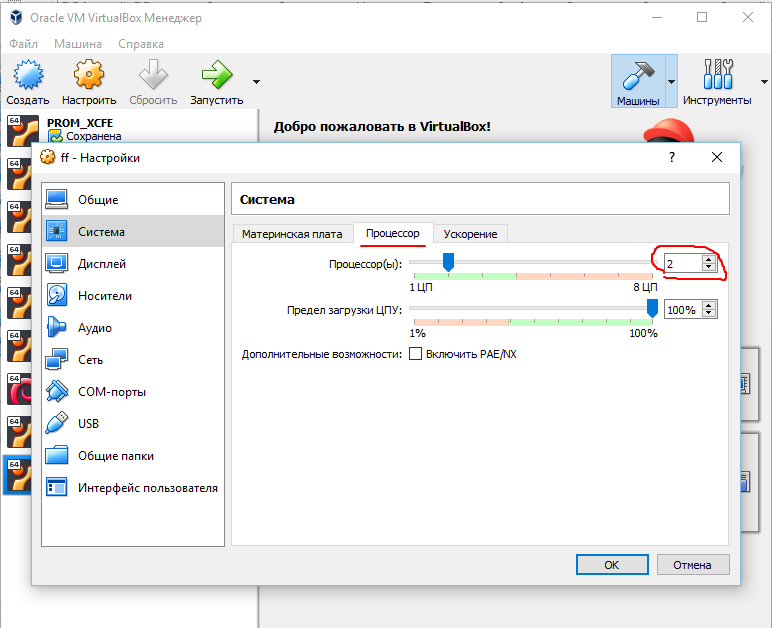 Oracle VM VirtualBox Менеджер
Файл Машина Справка
Создать Настроить Сбросить Запустить Машины Инструменты
64 PROM_XCFE
Сохранена
Добро пожаловать в VirtualBox!
ff - Настройки ?
64
Общие
Система
Дисплей
Носители
Аудио
Сеть
COM-порты
USB
Общие папки
Интерфейс пользователя
64
64
64
64
64
64
64
Система
Материнская плата Процессор Ускорение
Процессор(ы): 2
1 ЦП 8 ЦП
Предел загрузки ЦПУ: 100%
1% 100%
Дополнительные возможности: Включить PAE/NX
OK Отмена